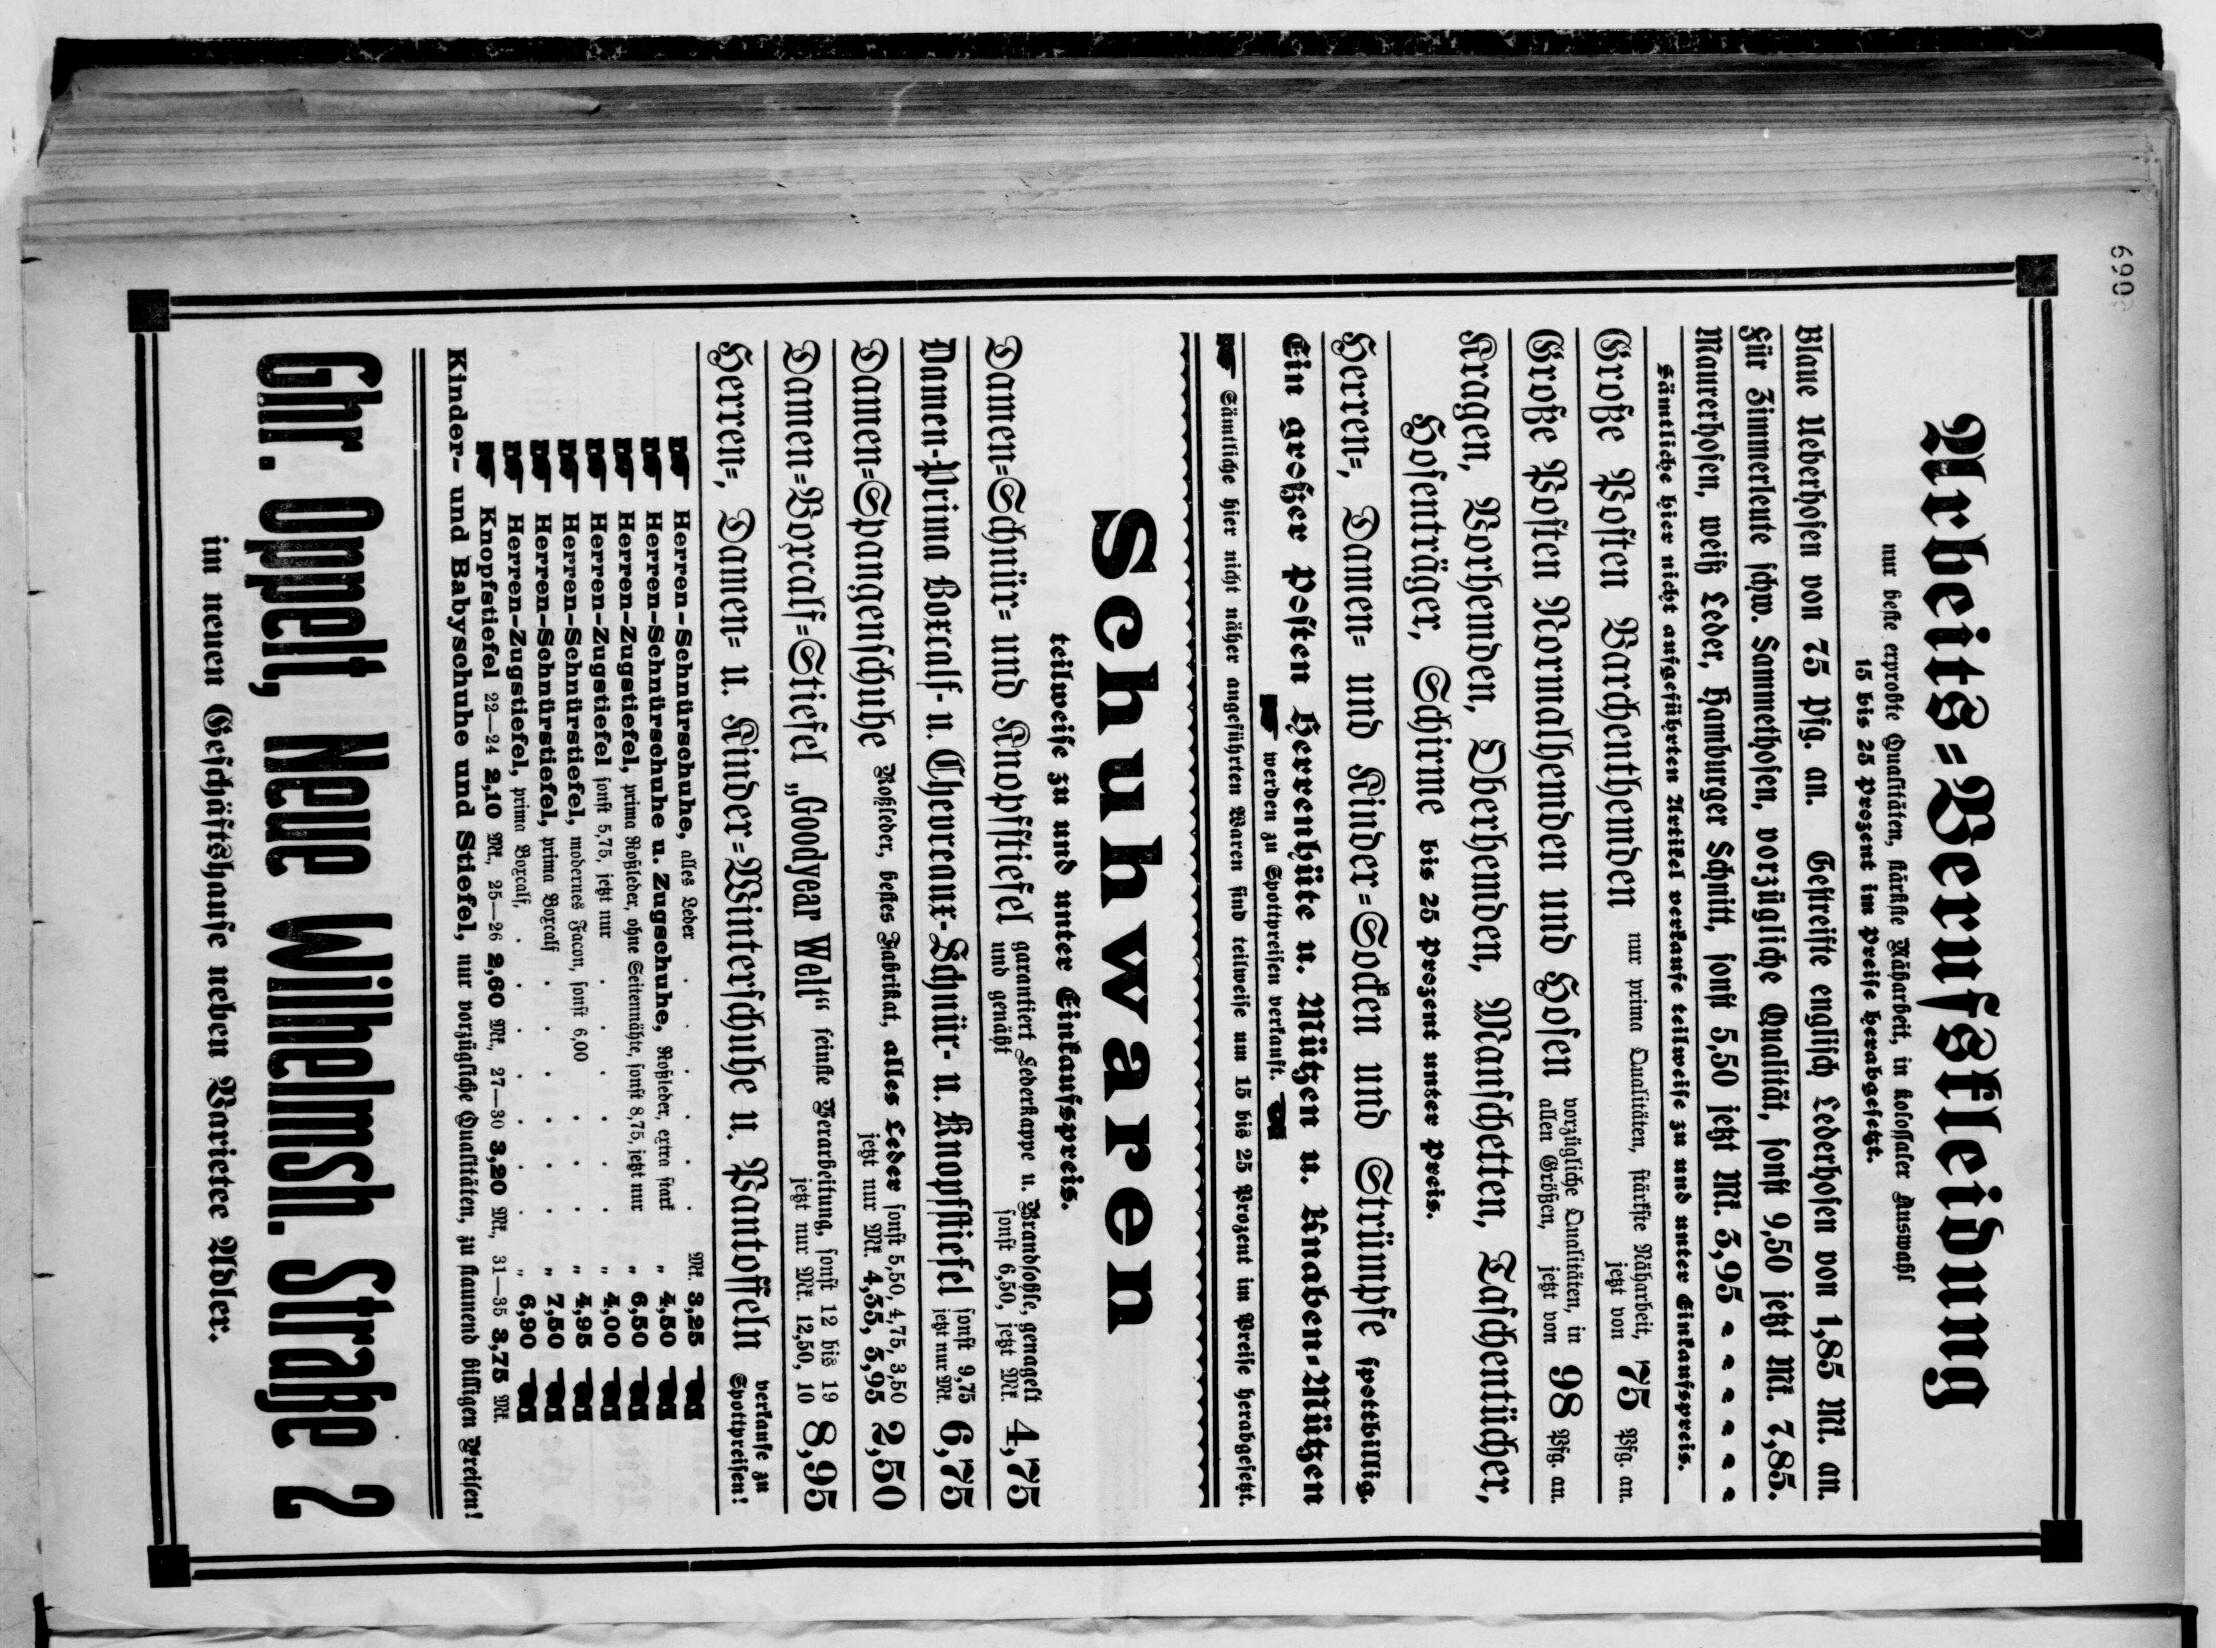 Arbeits=Berufskleidung
nur beste erprobte Qualitäten, stärkste Näharbeit, in kolossaler Auswahl
15 bis 25 Prozent im Preise herabgesetzt.
Blaue Ueberhosen von 75 Pfg. an. Gestreifte englisch Lederhosen von 1,85 Mk. an.
Für Zimmerleute schw. Sammethosen, vorzügliche Qualität, sonst 9,50 jetzt Mk. 7,85.
Maurerhosen, weiß Leder, Hamburger Schnitt, sonst 5,50 jetzt Mk. 3,95
Sämtliche hier nicht aufgeführten Artikel verkaufe teilweise zu und unter Einkaufspreis.
Große Posten Barchenthemden nur prima Qualitäten, stärkste Näharbeit, jetzt von 75 Pfg. an.
Große Posten Normalhemden und Hosen vorzügliche Qualitäten, in allen Größen, jetzt von 98 Pfg. an.
Kragen, Vorhemden, Oberhemden, Manschetten, Taschentücher,
Hosenträger, Schirme bis 25 Prozent unter Preis.
Herren=, Damen= und Kinder=Socken und Strümpfe spottbillig.
Ein großer Posten Herrenhüte u. Mützen u. Knaben-Mützen
werden zu Spottpreisen verkauft.
Sämtliche hier nicht näher angeführten Waren sind teilweise um 15 bis 25 Prozent im Preise herabgesetzt.
Schuhwaren
teilweise zu und unter Einkaufspreis.
Damen=Schnür= und Knopfstiefel garantiert Lederkappe u. Brandsohle, genagelt und genäht sonst 6,50, jetzt Mk. 4,75
Damen-Prima Boxcalf- u. Chevreaux-Schnür- u. Knopfstiefel sonst 9,75 jetzt nur Mk. 6,75
Damen=Spangenschuhe Roßleder, bestes Fabrikat, alles Leder sonst 5,50, 4,75, 3,50 jetzt nur Mk. 4,35, 3,95 2,50
Damen=Boxcalf=Stiefel „Goodyear Welt“ feinste Verarbeitung, sonst 12 bis 19 jetzt nur Mk. 12,50, 10 8,95
Herren=, Damen= u. Kinder=Winterschuhe u. Pantoffeln verkaufe zu Spottpreisen!
Herren-Schnürschuhe, alles Leder . . . . . Mk. 3,25
Herren-Schnürschuhe u. Zugschuhe, Roßleder, extra stark „ 4,50
Herren-Zugstiefel, prima Roßleder, ohne Seitennähte, sonst 8,75, jetzt nur „ 6,50
Herren-Zugstiefel sonst 5,75, jetzt nur . . . . . „ 4,00
Herren-Schnürstiefel, modernes Facon, sonst 6,00 . . . „ 4,95
Herren-Schnürstiefel, prima Boxcalf . . . . . „ 7,50
Herren-Zugstiefel, prima Boxcalf, . . . . . „ 6,90
Knopfstiefel 22—24 2,10 Mk., 25—26 2,60 Mk., 27—30 3,20 Mk., 31—35 3,75 Mk.
Kinder- und Babyschuhe und Stiefel, nur vorzügliche Qualitäten, zu staunend billigen Preisen!
Chr. Oppelt, Neue Wilhelmsh. Straße 2
im neuen Geschäftshause neben Varietee Adler.